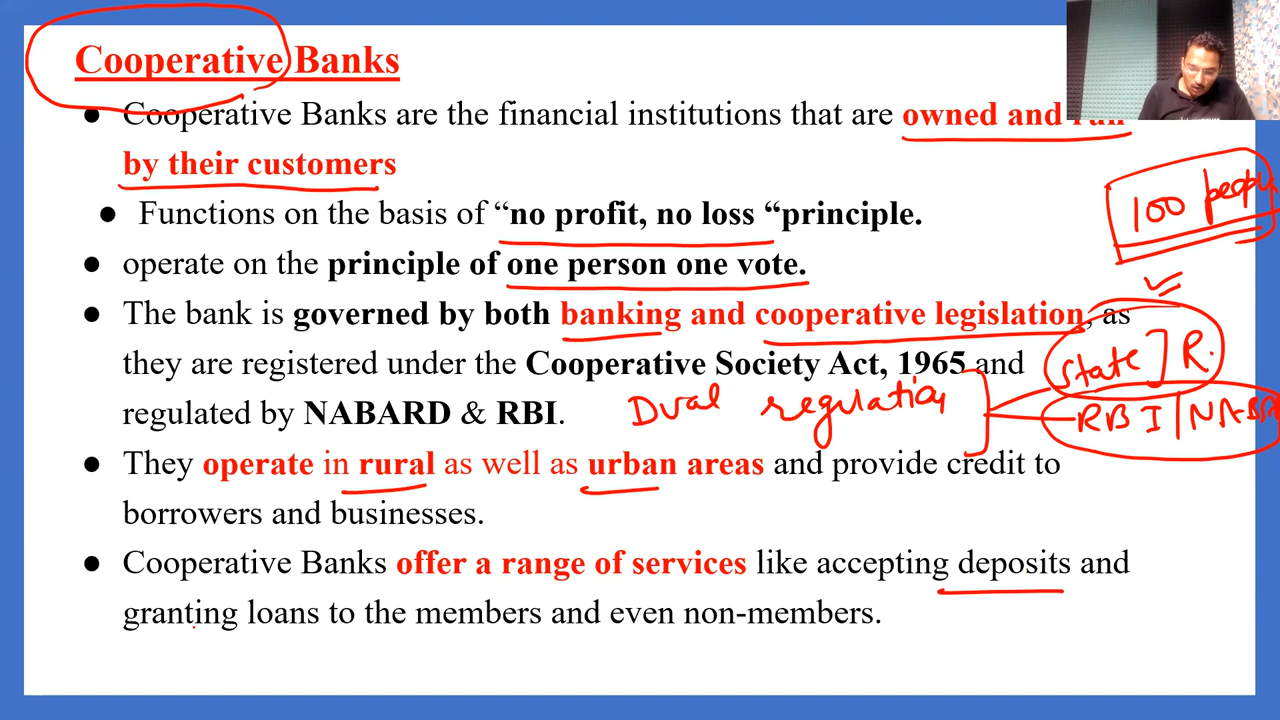 Cooperative Banks
● Cooperative Banks are the financial institutions that are owned and run
by their customers
● Functions on the basis of “no profit, no loss “principle.
● operate on the principle of one person one vote.
● The bank is governed by both banking and cooperative legislation, as
they are registered under the Cooperative Society Act, 1965 and
regulated by NABARD & RBI.
● They operate in rural as well as urban areas and provide credit to
borrowers and businesses.
● Cooperative Banks offer a range of services like accepting deposits and
granting loans to the members and even non-members.
100 people
State] R.
Dual regulation
RBI/NABARD